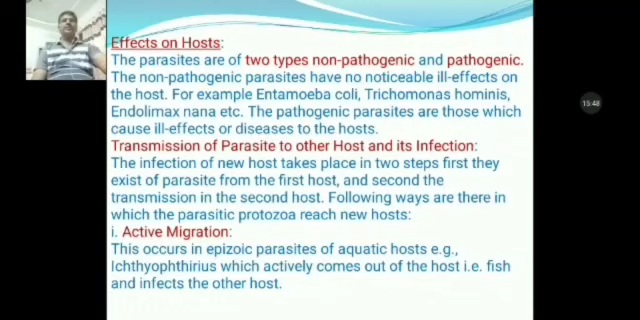 Effects on Hosts:
The parasites are of two types non-pathogenic and pathogenic.
The non-pathogenic parasites have no noticeable ill-effects on
the host. For example Entamoeba coli, Trichomonas hominis,
Endolimax nana etc. The pathogenic parasites are those which
cause ill-effects or diseases to the hosts.
Transmission of Parasite to other Host and its Infection:
The infection of new host takes place in two steps first they
exist of parasite from the first host, and second the
transmission in the second host. Following ways are there in
which the parasitic protozoa reach new hosts:
i. Active Migration:
This occurs in epizoic parasites of aquatic hosts e.g.,
Ichthyophthirius which actively comes out of the host i.e. fish
and infects the other host.
15:48